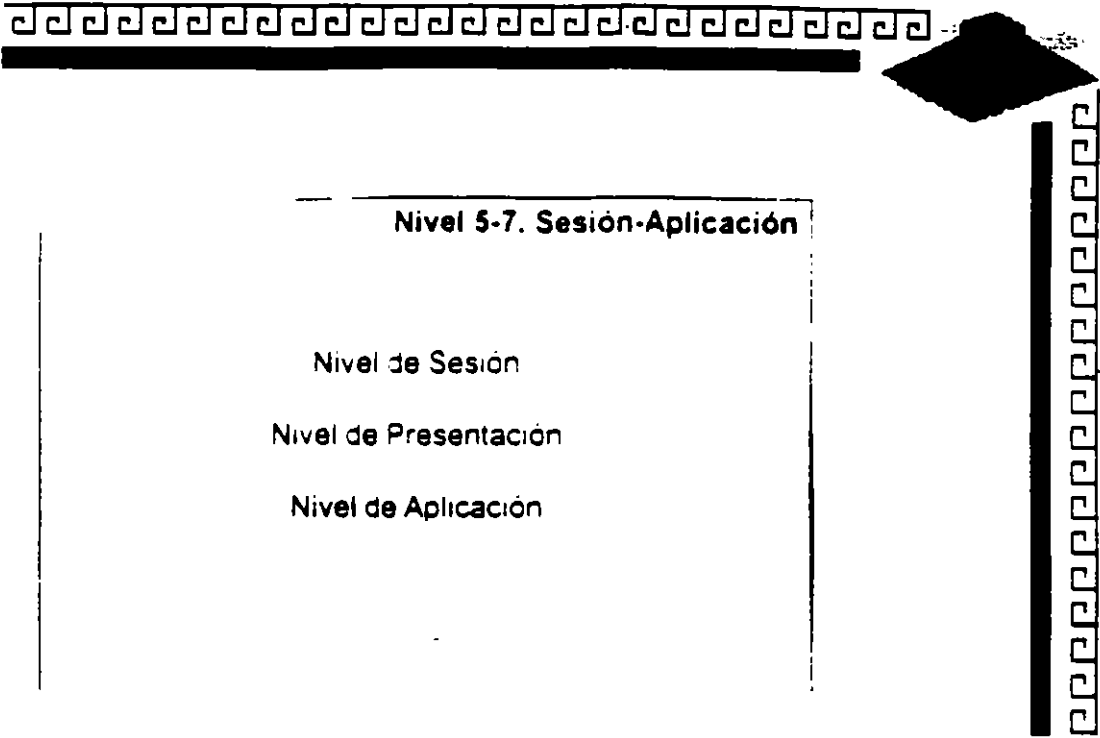 Nivel 5-7. Sesión-Aplicación
Nivel de Sesión
Nivel de Presentación
Nivel de Aplicación